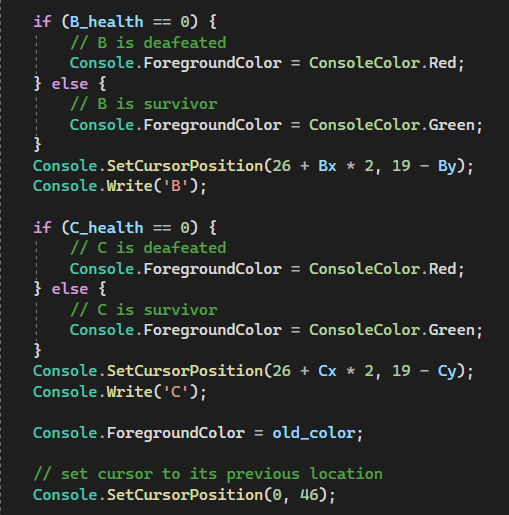 if (B_health == 0) {
// B is deafeated
Console.ForegroundColor = ConsoleColor.Red;
} else {
// B is survivor
Console.ForegroundColor = ConsoleColor.Green;
}
Console.SetCursorPosition(26 + Bx * 2, 19 - By);
Console.Write('B');
if (C_health == 0) {
// C is deafeated
Console.ForegroundColor = ConsoleColor.Red;
} else {
// C is survivor
Console.ForegroundColor = ConsoleColor.Green;
}
Console.SetCursorPosition(26 + Cx * 2, 19 - Cy);
Console.Write('C');
Console.ForegroundColor = old_color;
// set cursor to its previous location
Console.SetCursorPosition(0, 46);